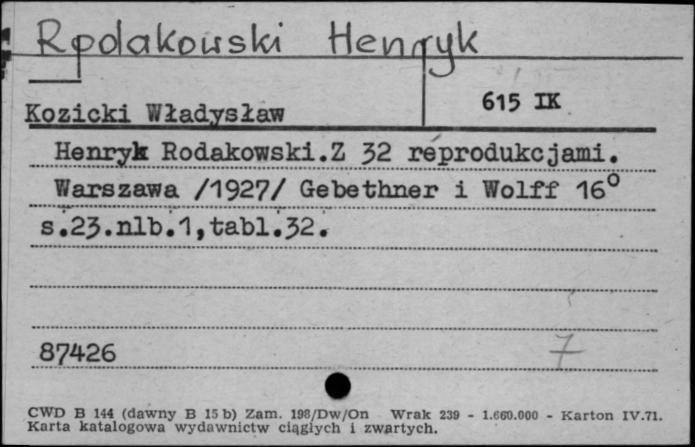 Rodakowski Henryk
615 IK
Kozicki Władysław
Henryk Rodakowski.Z 32 reprodukcjami.
Warszawa /1927/ Gebethner i Wolff 16°
s.23.nlb.1,tabl.32.
87426
7
CWD B 144 (dawny B 15 b) Zam. 198/Dw/On Wrak 239 - 1.660.000 - Karton IV.71.
Karta katalogowa wydawnictw ciągłych i zwartych.